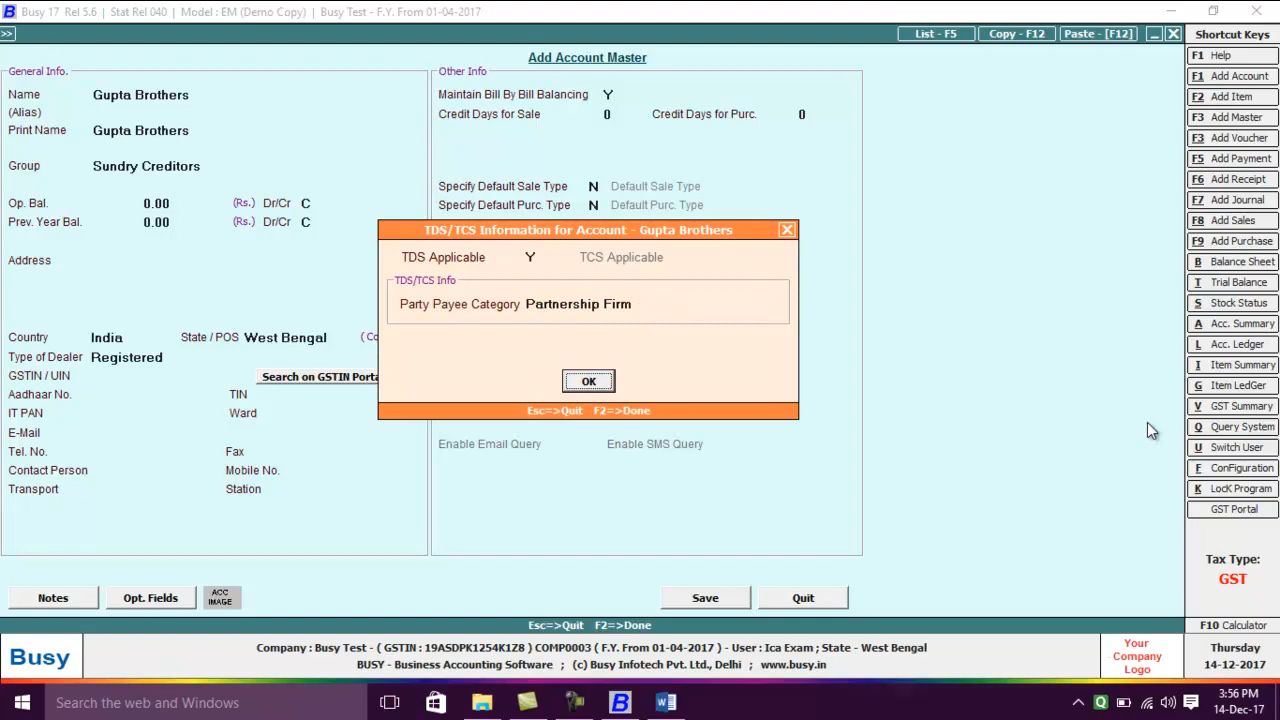 Busy 17 Rel 5.6 | Stat Rel 040 | Model : EM (Demo Copy) | Busy Test - F.Y. From 01-04-2017
>> List - F5 Copy - F12 Paste - [F12]
Add Account Master
General Info.
Name Gupta Brothers
(Alias)
Print Name Gupta Brothers
Group Sundry Creditors
Op. Bal. 0.00 (Rs.) Dr/Cr C
Prev. Year Bal. 0.00 (Rs.) Dr/Cr C
Address
Country India State / POS West Bengal
Type of Dealer Registered
GSTIN / UIN Search on GSTIN Porta
Aadhaar No. TIN
IT PAN Ward
E-Mail
Tel. No. Fax
Contact Person Mobile No.
Transport Station
Other Info
Maintain Bill By Bill Balancing Y
Credit Days for Sale 0 Credit Days for Purc. 0
Specify Default Sale Type N Default Sale Type
Specify Default Purc. Type N Default Purc. Type
TDS/TCS Information for Account - Gupta Brothers
TDS Applicable Y TCS Applicable
TDS/TCS Info
Party Payee Category Partnership Firm
OK
Esc=>Quit F2=>Done
Enable Email Query Enable SMS Query
Notes Opt. Fields ACC IMAGE Save Quit
Esc=>Quit F2=>Done
Shortcut Keys
F1 Help
F1 Add Account
F2 Add Item
F3 Add Master
F3 Add Voucher
F5 Add Payment
F6 Add Receipt
F7 Add Journal
F8 Add Sales
F9 Add Purchase
B Balance Sheet
T Trial Balance
S Stock Status
A Acc. Summary
L Acc. Ledger
I Item Summary
G Item LedGer
V GST Summary
Q Query System
U Switch User
F ConFiguration
K LocK Program
GST Portal
Tax Type:
GST
F10 Calculator
Busy
Company : Busy Test - ( GSTIN : 19ASDPK1254K1Z8 ) COMP0003 ( F.Y. From 01-04-2017 ) - User : Ica Exam ; State - West Bengal
BUSY - Business Accounting Software ; (c) Busy Infotech Pvt. Ltd., Delhi ; www.busy.in
Your
Company
Logo
Thursday
14-12-2017
Search the web and Windows
3:56 PM
14-Dec-17